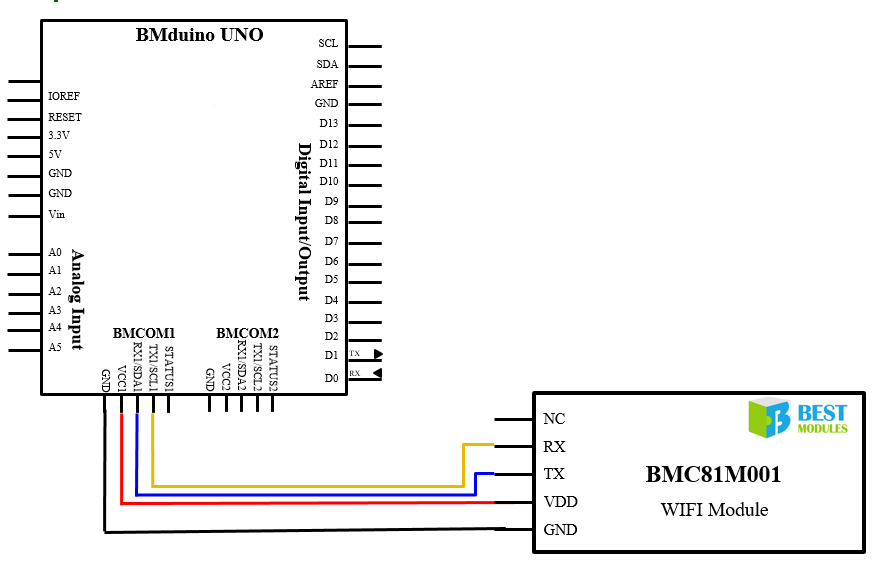 BMduino UNO
IOREF
RESET
3.3V
5V
GND
GND
Vin
A0
A1
A2
A3
A4
A5
Analog Input
SCL
SDA
AREF
GND
D13
D12
D11
D10
D9
D8
D7
D6
D5
D4
D3
D2
D1
TX
D0
RX
Digital Input/Output
BMCOM1
GND
VCC1
RX1/SDA1
TX1/SCL1
STATUS1
BMCOM2
GND
VCC2
RX1/SDA2
TX1/SCL2
STATUS2
NC
RX
TX
VDD
GND
BEST
MODULES
BMC81M001
WIFI Module